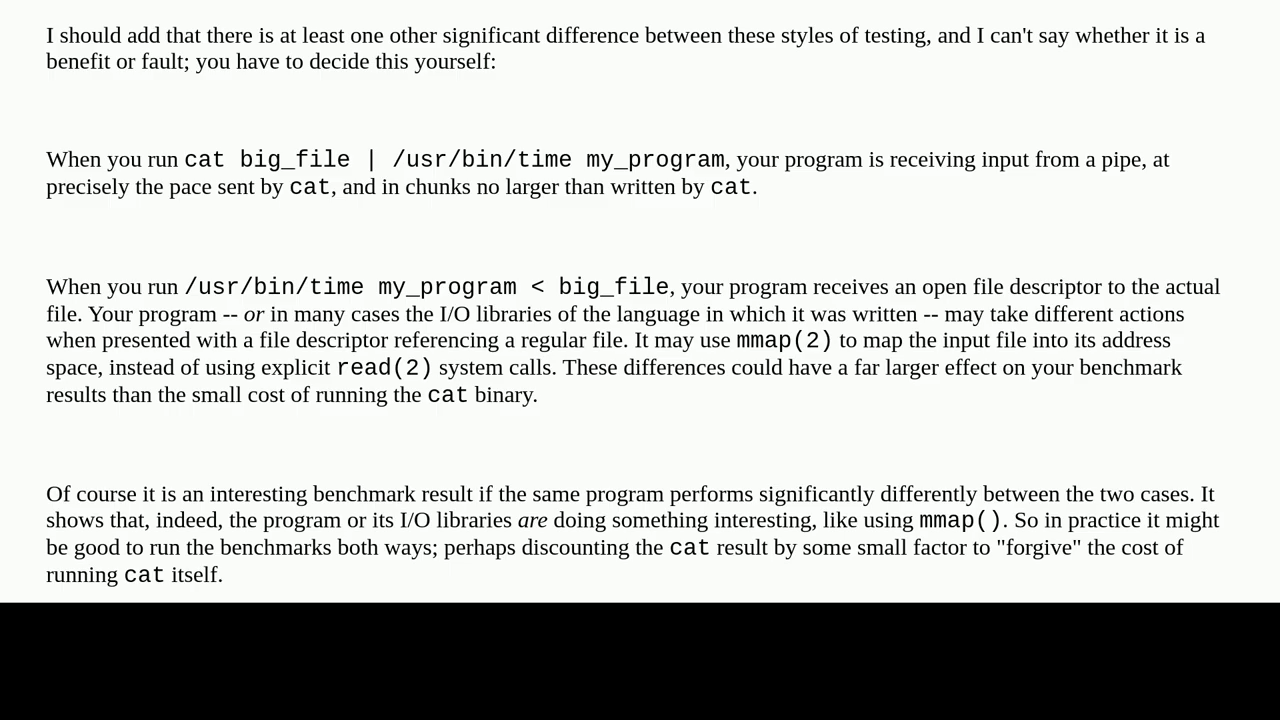 I should add that there is at least one other significant difference between these styles of testing, and I can't say whether it is a
benefit or fault; you have to decide this yourself:
When you run cat big_file | /usr/bin/time my_program, your program is receiving input from a pipe, at
precisely the pace sent by cat, and in chunks no larger than written by cat.
When you run /usr/bin/time my_program < big_file, your program receives an open file descriptor to the actual
file. Your program -- or in many cases the I/O libraries of the language in which it was written -- may take different actions
when presented with a file descriptor referencing a regular file. It may use mmap(2) to map the input file into its address
space, instead of using explicit read(2) system calls. These differences could have a far larger effect on your benchmark
results than the small cost of running the cat binary.
Of course it is an interesting benchmark result if the same program performs significantly differently between the two cases. It
shows that, indeed, the program or its I/O libraries are doing something interesting, like using mmap(). So in practice it might
be good to run the benchmarks both ways; perhaps discounting the cat result by some small factor to "forgive" the cost of
running cat itself.